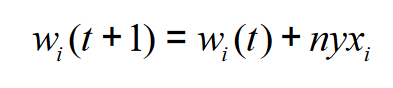 wᵢ(t + 1) = wᵢ(t) + nyxᵢ